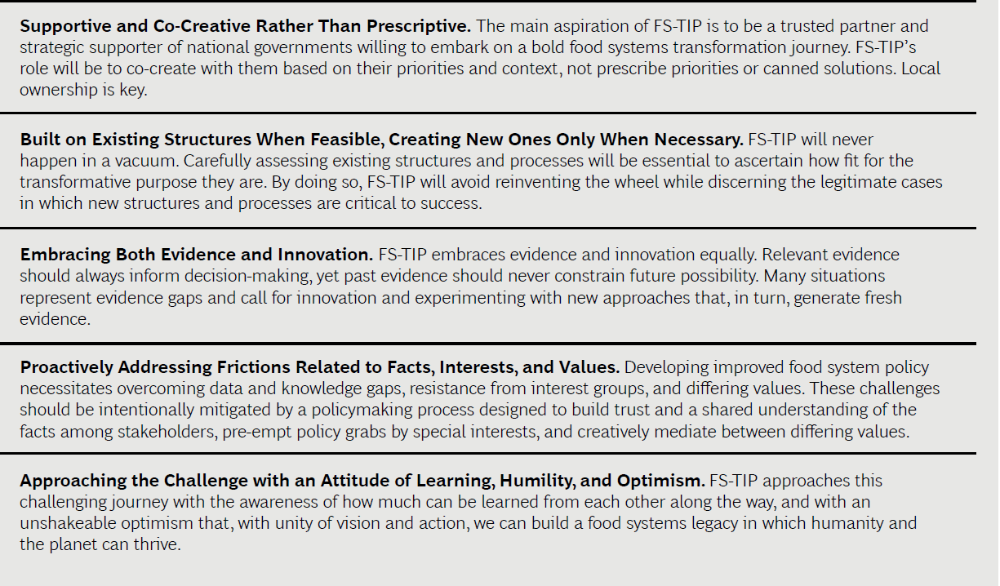 Supportive and Co-Creative Rather Than Prescriptive. The main aspiration of FS-TIP is to be a trusted partner and
strategic supporter of national governments willing to embark on a bold food systems transformation journey. FS-TIP’s
role will be to co-create with them based on their priorities and context, not prescribe priorities or canned solutions. Local
ownership is key.
Built on Existing Structures When Feasible, Creating New Ones Only When Necessary. FS-TIP will never
happen in a vacuum. Carefully assessing existing structures and processes will be essential to ascertain how fit for the
transformative purpose they are. By doing so, FS-TIP will avoid reinventing the wheel while discerning the legitimate cases
in which new structures and processes are critical to success.
Embracing Both Evidence and Innovation. FS-TIP embraces evidence and innovation equally. Relevant evidence
should always inform decision-making, yet past evidence should never constrain future possibility. Many situations
represent evidence gaps and call for innovation and experimenting with new approaches that, in turn, generate fresh
evidence.
Proactively Addressing Frictions Related to Facts, Interests, and Values. Developing improved food system policy
necessitates overcoming data and knowledge gaps, resistance from interest groups, and differing values. These challenges
should be intentionally mitigated by a policymaking process designed to build trust and a shared understanding of the
facts among stakeholders, pre-empt policy grabs by special interests, and creatively mediate between differing values.
Approaching the Challenge with an Attitude of Learning, Humility, and Optimism. FS-TIP approaches this
challenging journey with the awareness of how much can be learned from each other along the way, and with an
unshakeable optimism that, with unity of vision and action, we can build a food systems legacy in which humanity and
the planet can thrive.